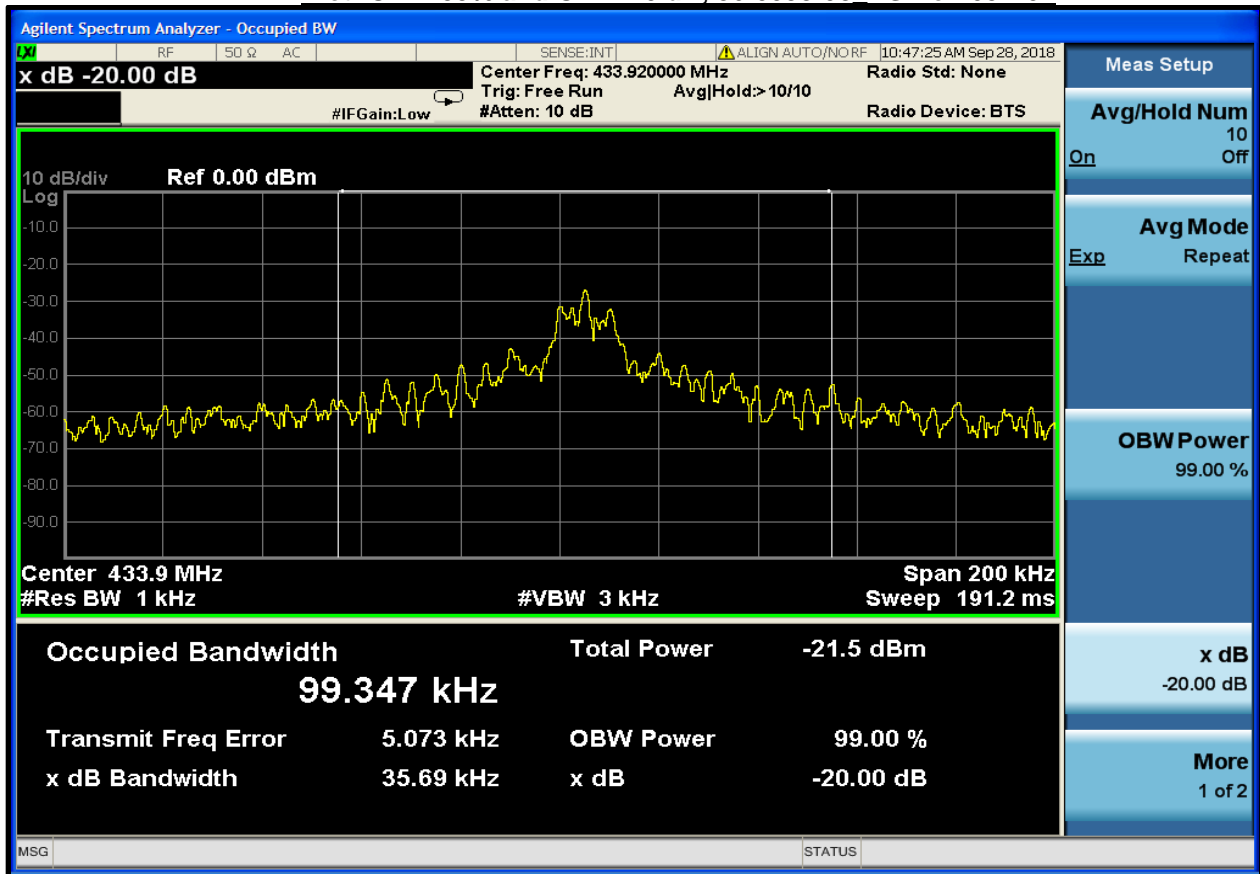 Agilent Spectrum Analyzer - Occupied BW
LXI RF 50 Ω AC SENSE:INT ALIGN AUTO/NO RF 10:47:25 AM Sep 28, 2018
x dB -20.00 dB
Center Freq: 433.920000 MHz Radio Std: None
Trig: Free Run Avg|Hold:>10/10
#IFGain:Low #Atten: 10 dB Radio Device: BTS
10 dB/div Ref 0.00 dBm
Log
-10.0
-20.0
-30.0
-40.0
-50.0
-60.0
-70.0
-80.0
-90.0
Center 433.9 MHz Span 200 kHz
#Res BW 1 kHz #VBW 3 kHz Sweep 191.2 ms
Occupied Bandwidth Total Power -21.5 dBm
99.347 kHz
Transmit Freq Error 5.073 kHz OBW Power 99.00 %
x dB Bandwidth 35.69 kHz x dB -20.00 dB
MSG STATUS
Meas Setup
Avg/Hold Num
10
On Off
Avg Mode
Exp Repeat
OBW Power
99.00 %
x dB
-20.00 dB
More
1 of 2